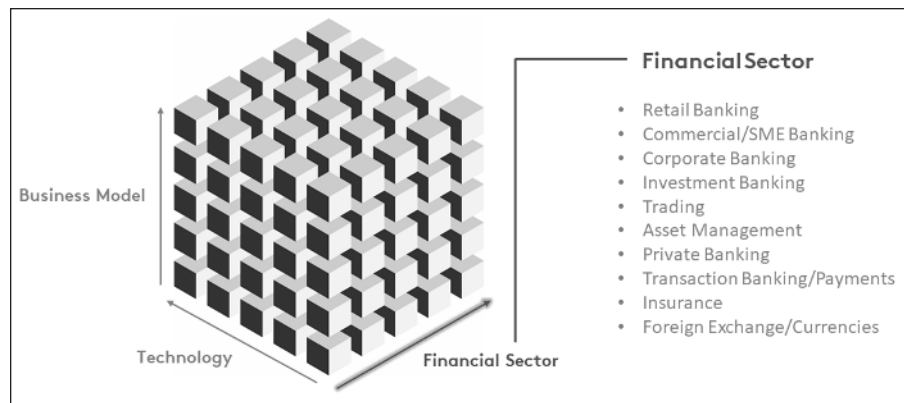 Financial Sector
• Retail Banking
• Commercial/SME Banking
• Corporate Banking
• Investment Banking
• Trading
• Asset Management
• Private Banking
• Transaction Banking/Payments
• Insurance
• Foreign Exchange/Currencies
Business Model
Technology
Financial Sector